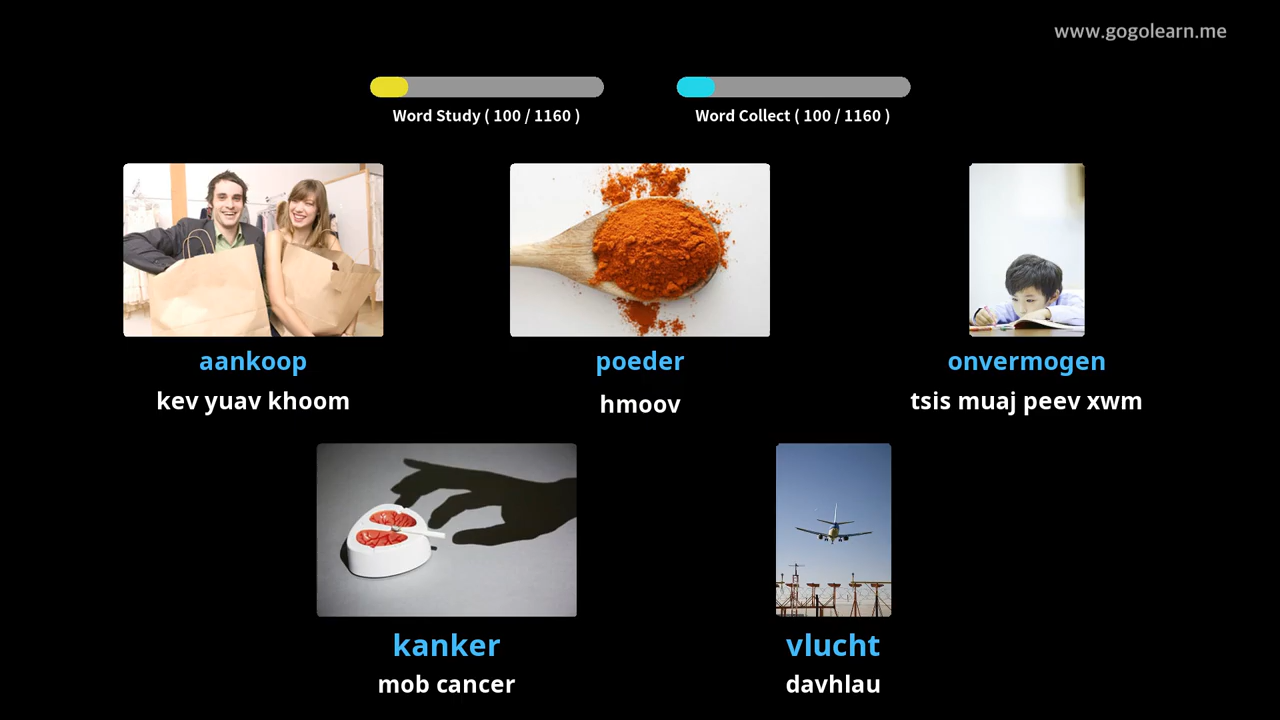 www.gogolearn.me
Word Study ( 100 / 1160 )
Word Collect ( 100 / 1160 )
aankoop
poeder
onvermogen
kev yuav khoom
hmoov
tsis muaj peev xwm
kanker
vlucht
mob cancer
davhlau